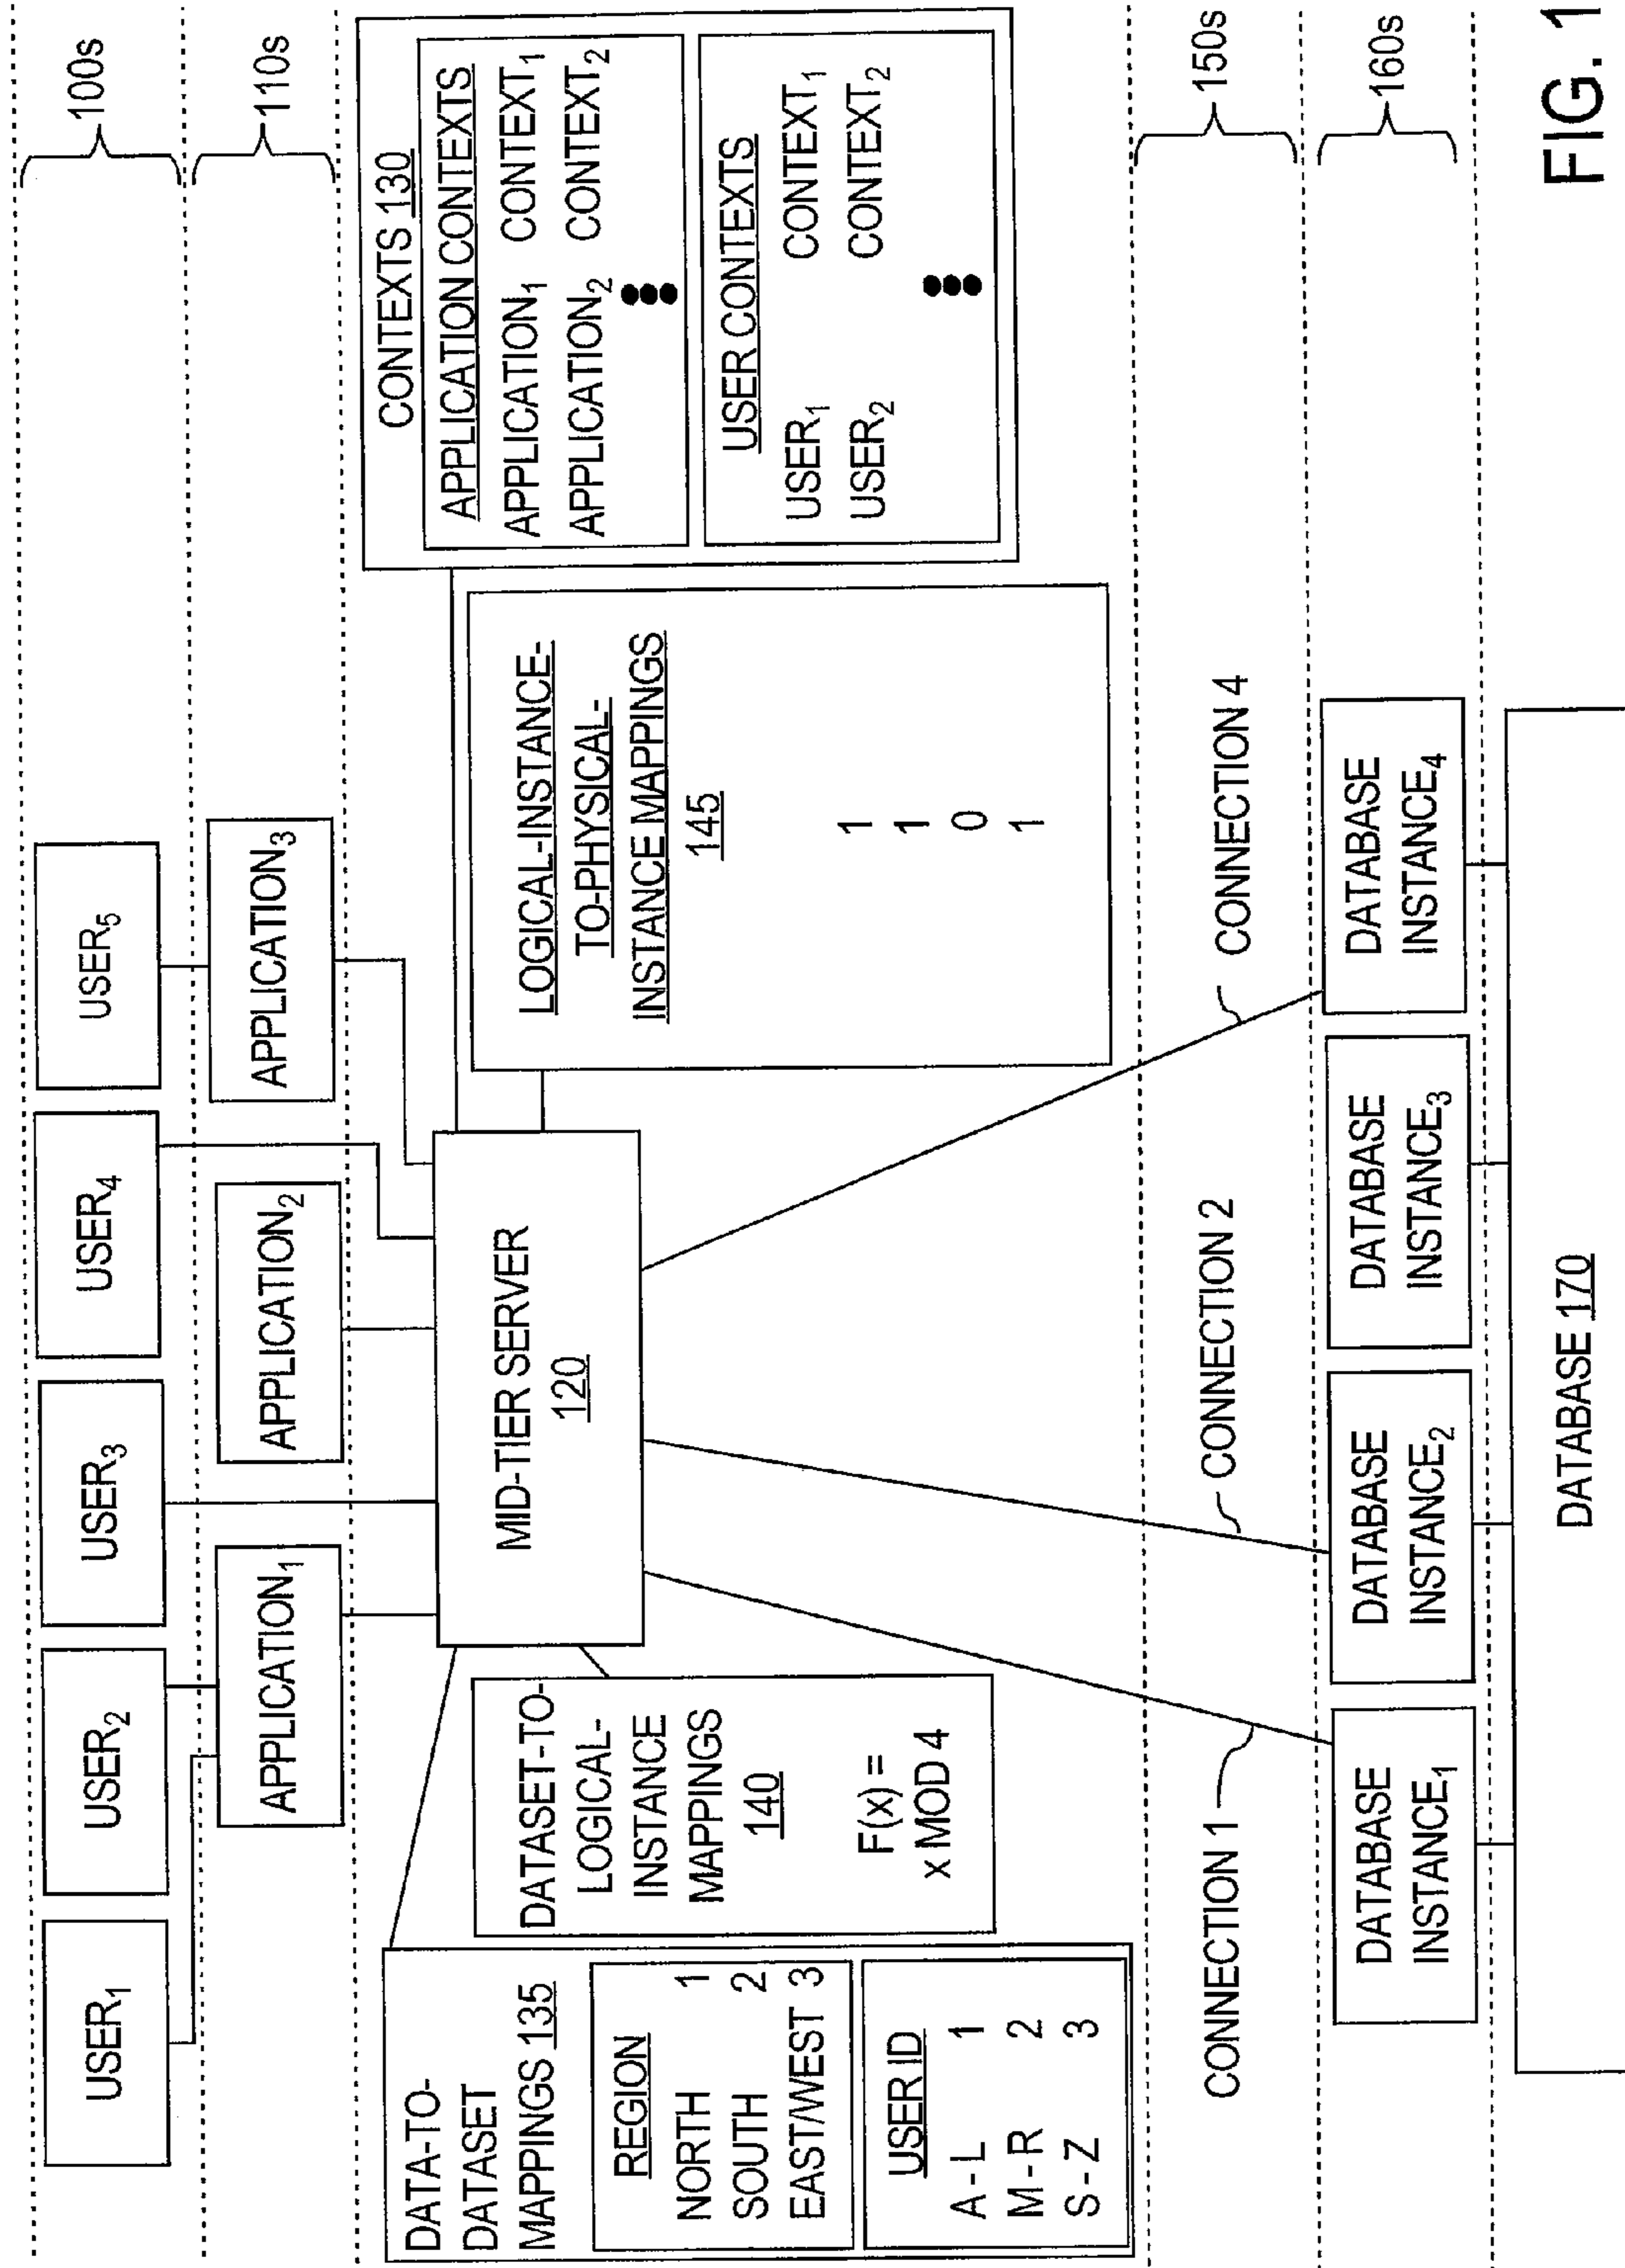 USER₁
USER₂
USER₃
USER₄
USER₅
100s
APPLICATION₁
APPLICATION₂
APPLICATION₃
110s
DATA-TO-
DATASET
MAPPINGS 135
REGION
NORTH 1
SOUTH 2
EAST/WEST 3
USER ID
A - L 1
M - R 2
S - Z 3
DATASET-TO-
LOGICAL-
INSTANCE
MAPPINGS
140
F(x) =
x MOD 4
MID-TIER SERVER
120
LOGICAL-INSTANCE-
TO-PHYSICAL-
INSTANCE MAPPINGS
145
1
1
0
1
CONTEXTS 130
APPLICATION CONTEXTS
APPLICATION₁ CONTEXT₁
APPLICATION₂ CONTEXT₂
USER CONTEXTS
USER₁ CONTEXT₁
USER₂ CONTEXT₂
CONNECTION 1
CONNECTION 2
CONNECTION 4
150s
DATABASE
INSTANCE₁
DATABASE
INSTANCE₂
DATABASE
INSTANCE₃
DATABASE
INSTANCE₄
160s
DATABASE 170
FIG. 1